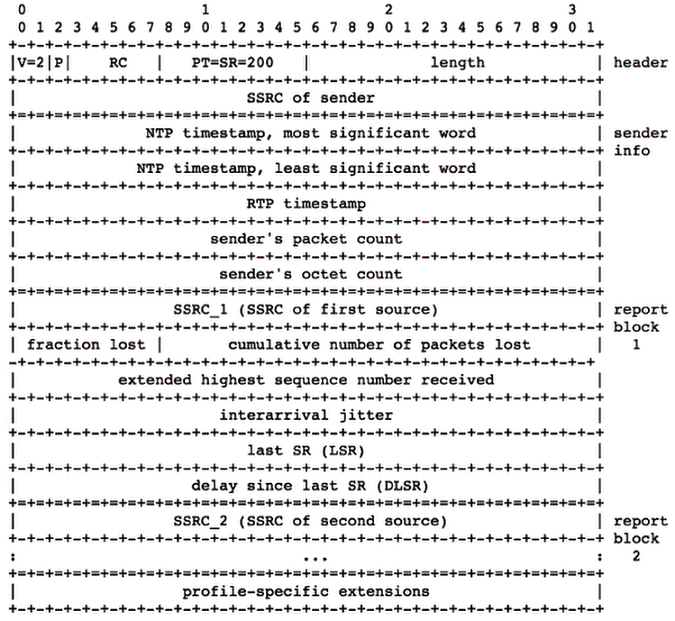 0                   1                   2                   3
0 1 2 3 4 5 6 7 8 9 0 1 2 3 4 5 6 7 8 9 0 1 2 3 4 5 6 7 8 9 0 1
|V=2|P|    RC   |   PT=SR=200   |             length            | header
|                         SSRC of sender                        |
|              NTP timestamp, most significant word             | sender
info
|             NTP timestamp, least significant word             |
|                         RTP timestamp                         |
|                     sender's packet count                     |
|                      sender's octet count                     |
|                 SSRC_1 (SSRC of first source)                 | report
block
| fraction lost |       cumulative number of packets lost       | 1
|           extended highest sequence number received           |
|                      interarrival jitter                      |
|                         last SR (LSR)                         |
|                   delay since last SR (DLSR)                  |
|                 SSRC_2 (SSRC of second source)                | report
block
:                               ...                             : 2
|                  profile-specific extensions                  |